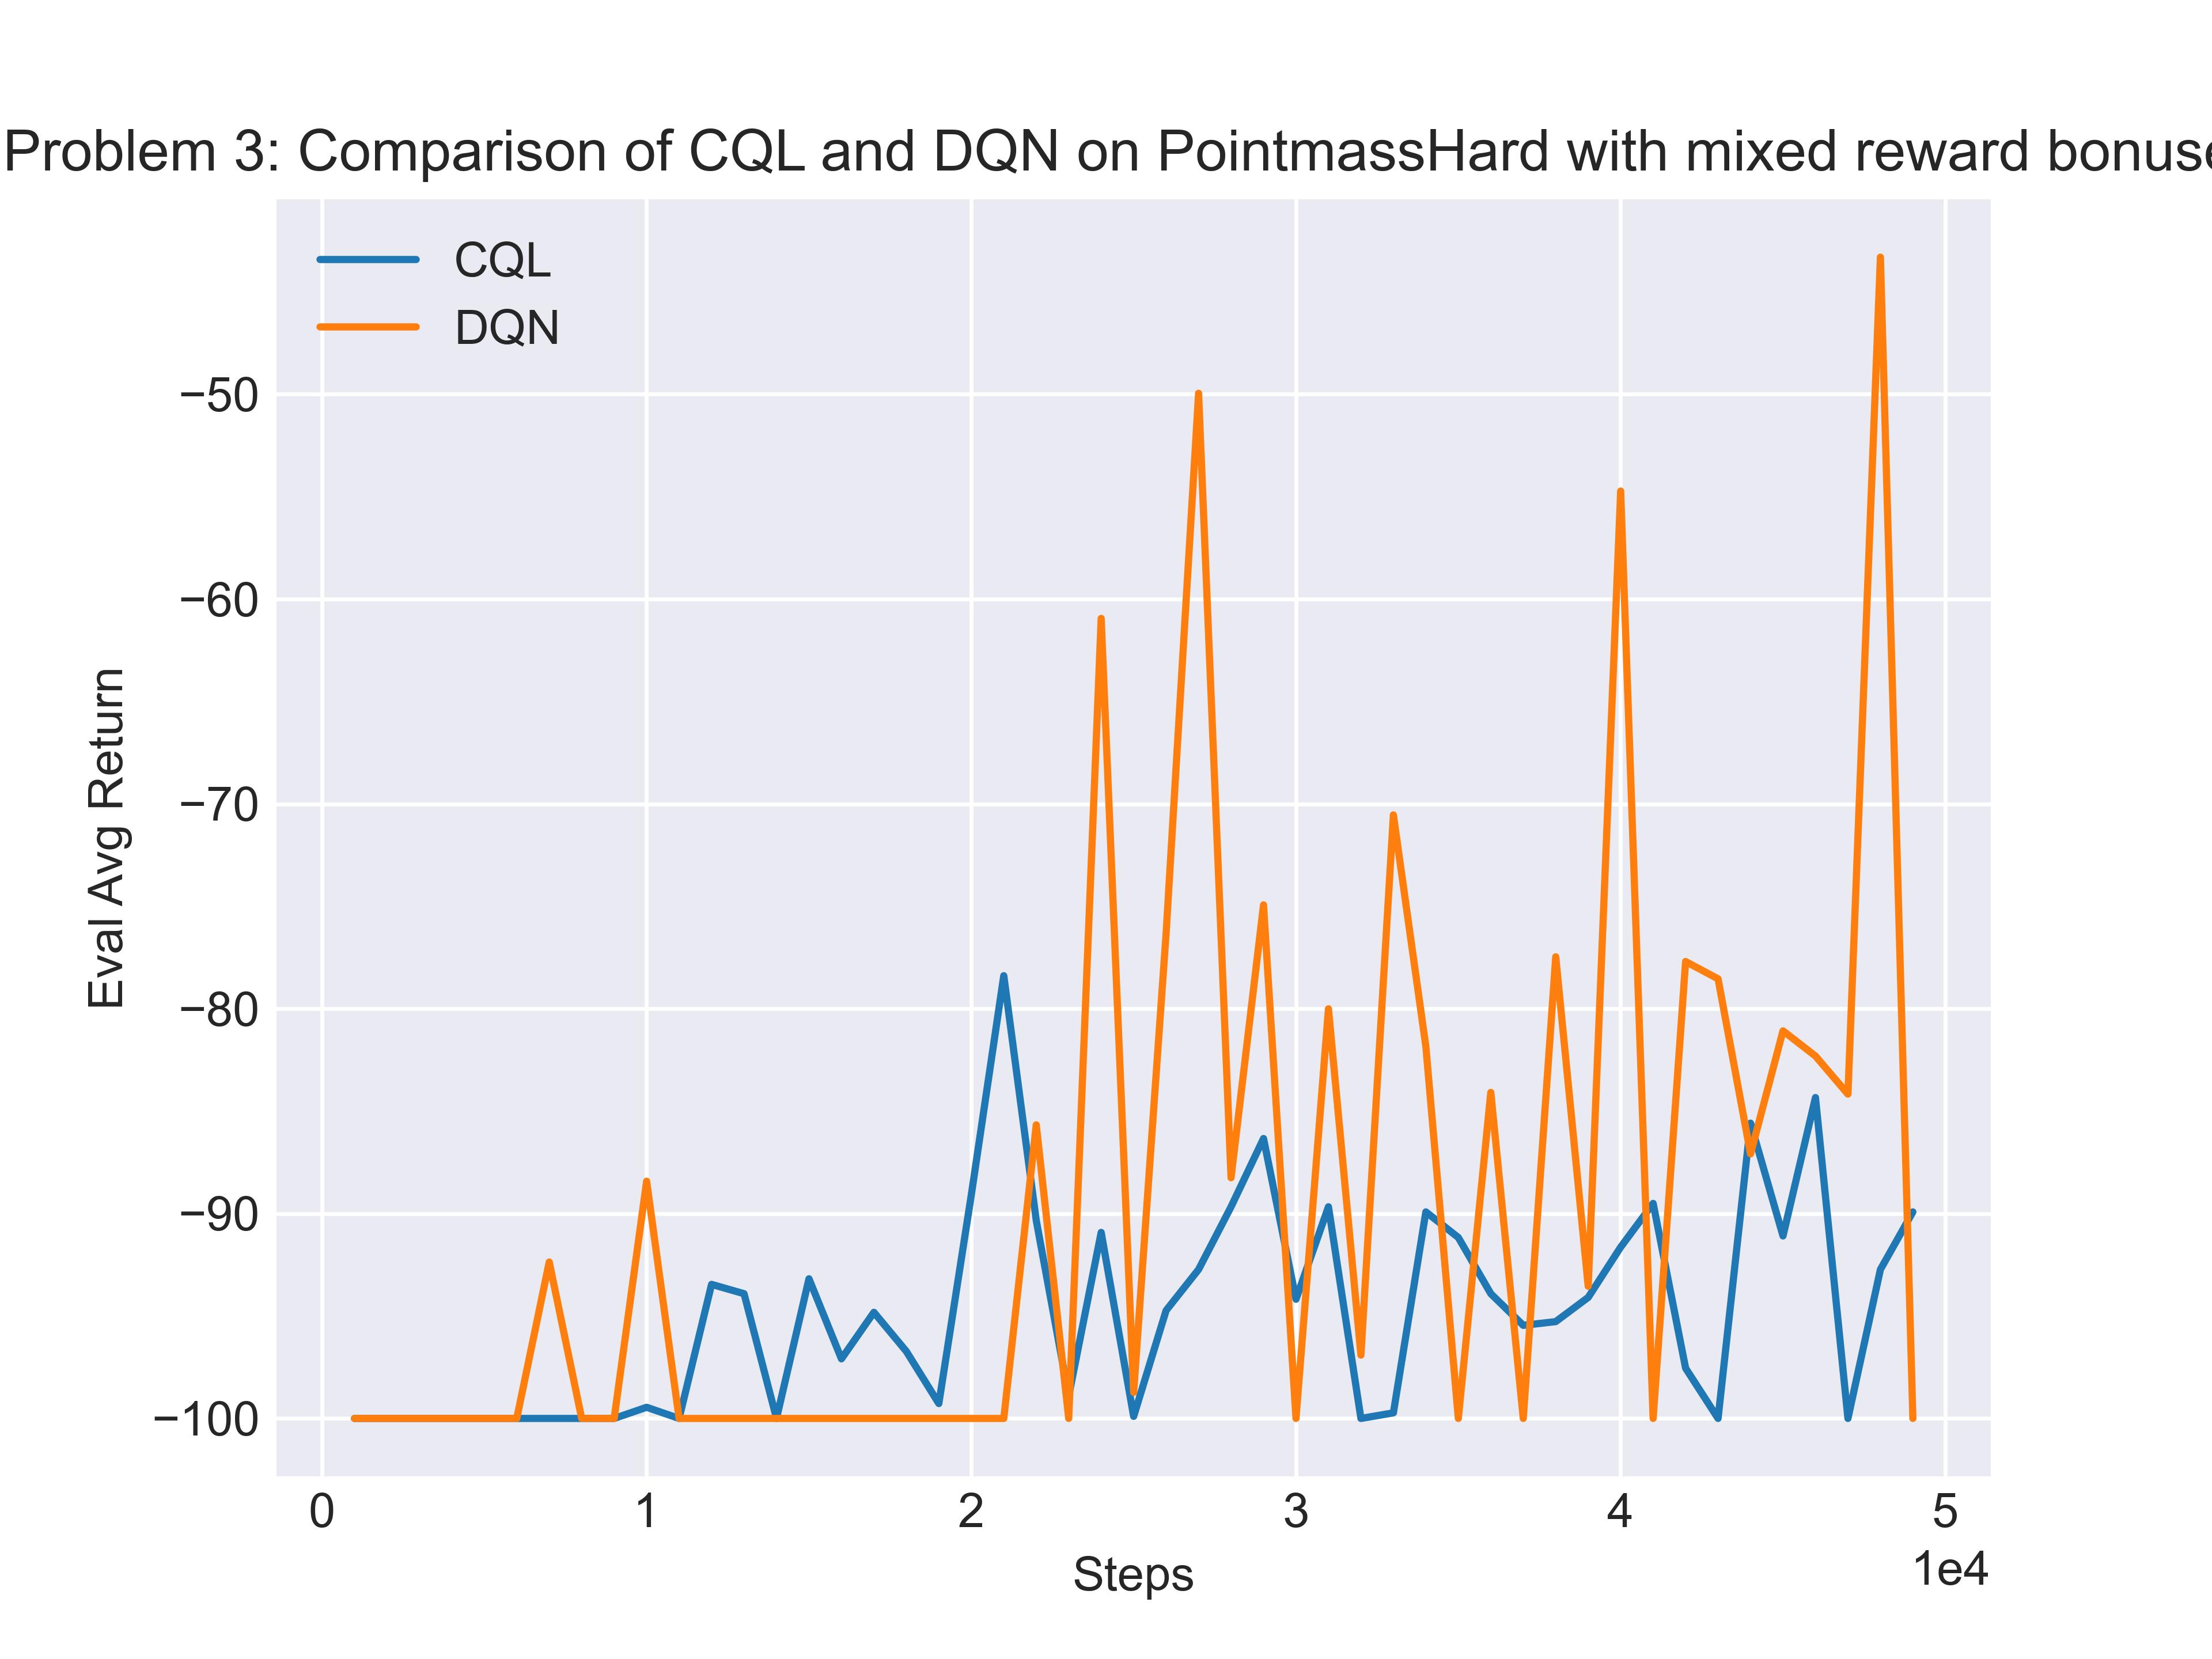 Problem 3: Comparison of CQL and DQN on PointmassHard with mixed reward bonuse
CQL
DQN
Eval Avg Return
−50
−60
−70
−80
−90
−100
0 1 2 3 4 5
1e4
Steps